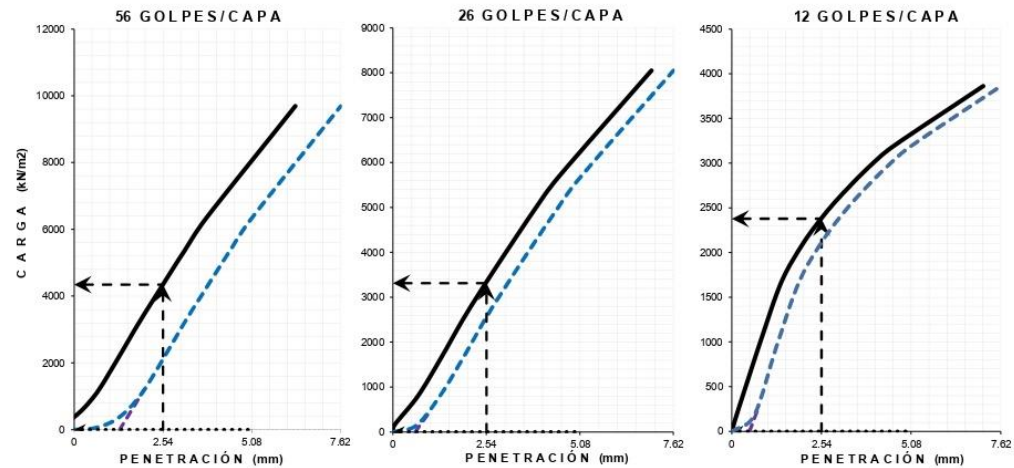 56 GOLPES/CAPA
CARGA (kN/m2)
12000
10000
8000
6000
4000
2000
0
0 2.54 5.08 7.62
PENETRACIÓN (mm)
26 GOLPES/CAPA
9000
8000
7000
6000
5000
4000
3000
2000
1000
0
0 2.54 5.08 7.62
PENETRACIÓN (mm)
12 GOLPES/CAPA
4500
4000
3500
3000
2500
2000
1500
1000
500
0
0 2.54 5.08 7.62
PENETRACIÓN (mm)